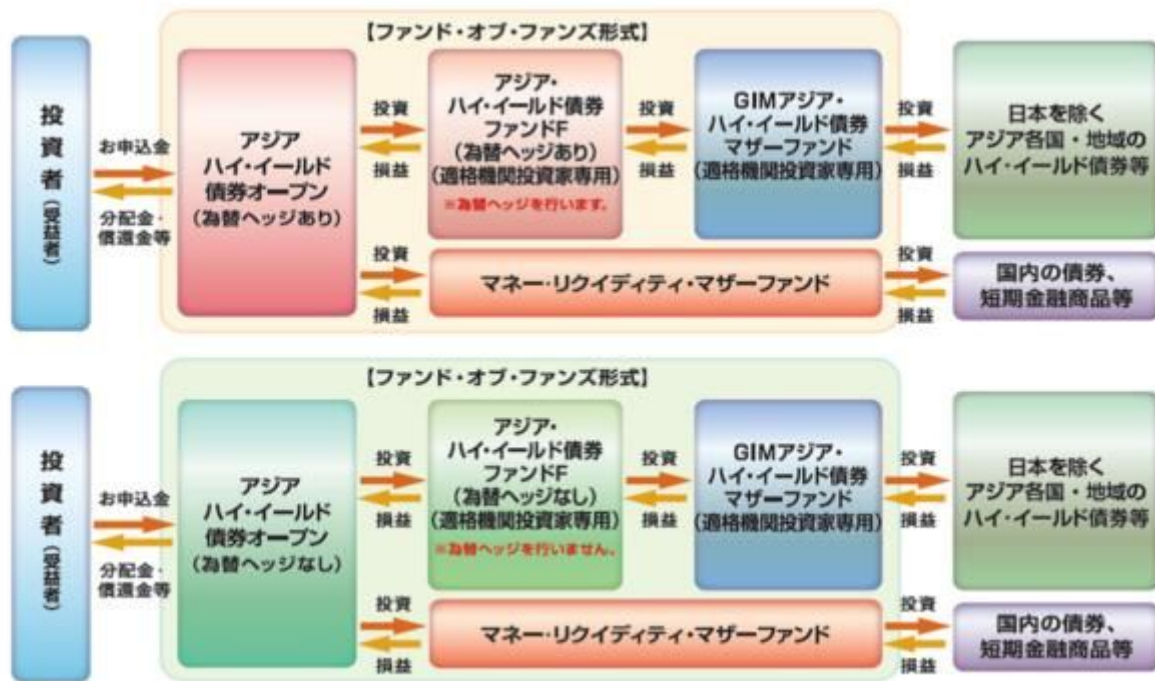 【ファンド・オブ・ファンズ形式】
投資者(受益者)
お申込金
分配金・
償還金等
アジア
ハイ・イールド
債券オープン
(為替ヘッジあり)
投資
損益
アジア・
ハイ・イールド債券
ファンドF
(為替ヘッジあり)
(適格機関投資家専用)
※為替ヘッジを行います。
投資
損益
GIMアジア・
ハイ・イールド債券
マザーファンド
(適格機関投資家専用)
投資
損益
日本を除く
アジア各国・地域の
ハイ・イールド債券等
投資
損益
マネー・リクイディティ・マザーファンド
投資
損益
国内の債券、
短期金融商品等
【ファンド・オブ・ファンズ形式】
投資者(受益者)
お申込金
分配金・
償還金等
アジア
ハイ・イールド
債券オープン
(為替ヘッジなし)
投資
損益
アジア・
ハイ・イールド債券
ファンドF
(為替ヘッジなし)
(適格機関投資家専用)
※為替ヘッジを行いません。
投資
損益
GIMアジア・
ハイ・イールド債券
マザーファンド
(適格機関投資家専用)
投資
損益
日本を除く
アジア各国・地域の
ハイ・イールド債券等
投資
損益
マネー・リクイディティ・マザーファンド
投資
損益
国内の債券、
短期金融商品等